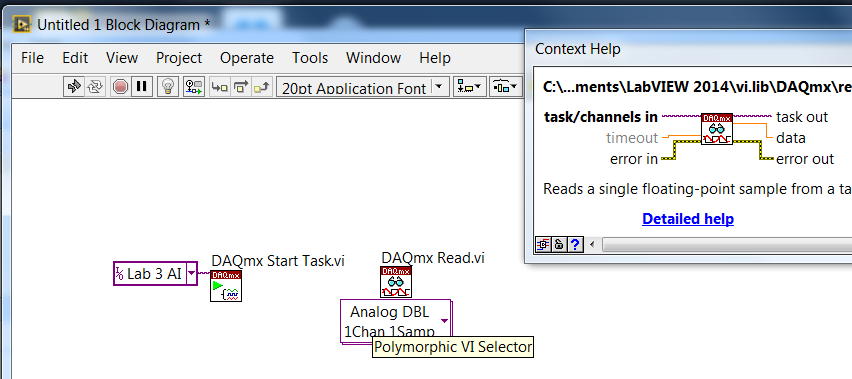 Untitled 1 Block Diagram *
File Edit View Project Operate Tools Window Help
20pt Application Font
Context Help
C:\...ments\LabVIEW 2014\vi.lib\DAQmx\re
task/channels in
DAQmx
task out
timeout
data
error in
error out
Reads a single floating-point sample from a ta
Detailed help
?
DAQmx Start Task.vi
DAQmx Read.vi
I/O Lab 3 AI
DAQmx
DAQmx
Analog DBL
1Chan 1Samp
Polymorphic VI Selector